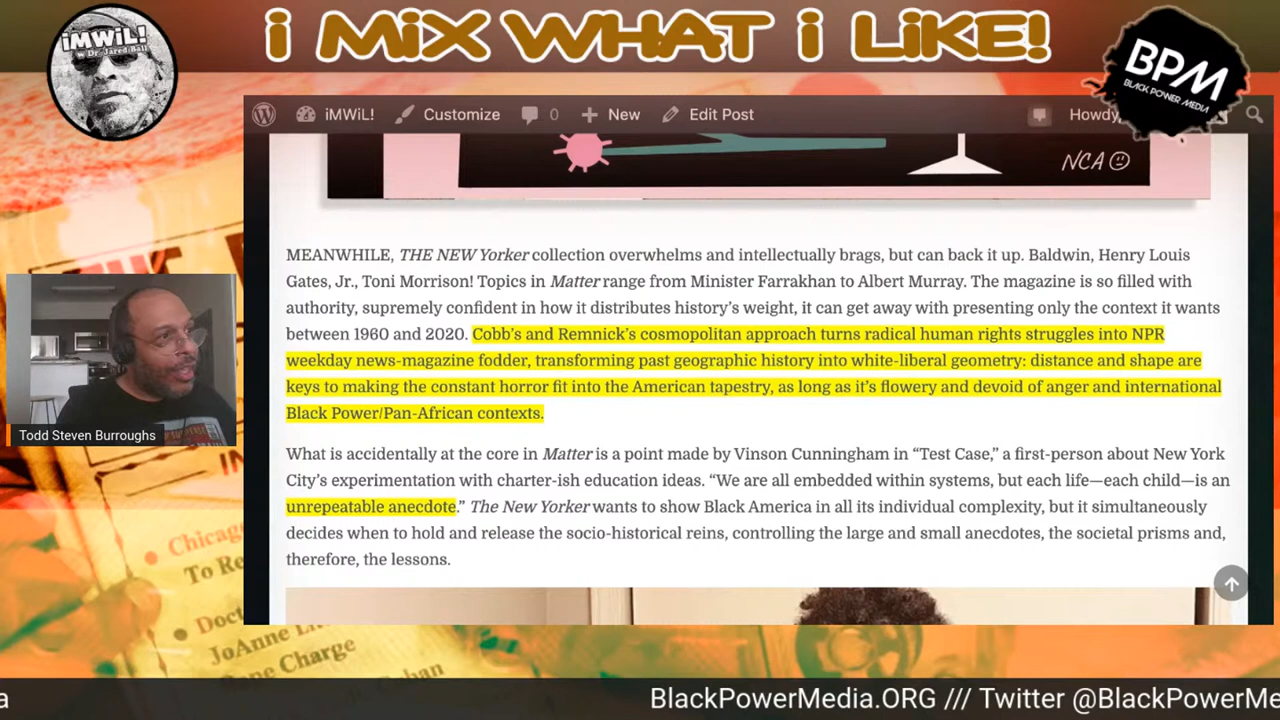 i MiX WHAT i LiKE!
iMWiL!
w Dr. Jared Ball
BPM
BLACK POWER MEDIA
iMWiL! Customize 0 New Edit Post Howdy,
NCA
MEANWHILE, THE NEW Yorker collection overwhelms and intellectually brags, but can back it up. Baldwin, Henry Louis
Gates, Jr., Toni Morrison! Topics in Matter range from Minister Farrakhan to Albert Murray. The magazine is so filled with
authority, supremely confident in how it distributes history’s weight, it can get away with presenting only the context it wants
between 1960 and 2020. Cobb’s and Remnick’s cosmopolitan approach turns radical human rights struggles into NPR
weekday news-magazine fodder, transforming past geographic history into white-liberal geometry: distance and shape are
keys to making the constant horror fit into the American tapestry, as long as it’s flowery and devoid of anger and international
Black Power/Pan-African contexts.
What is accidentally at the core in Matter is a point made by Vinson Cunningham in “Test Case,” a first-person about New York
City’s experimentation with charter-ish education ideas. “We are all embedded within systems, but each life—each child—is an
unrepeatable anecdote.” The New Yorker wants to show Black America in all its individual complexity, but it simultaneously
decides when to hold and release the socio-historical reins, controlling the large and small anecdotes, the societal prisms and,
therefore, the lessons.
Todd Steven Burroughs
Chicag
To Re
Doct
JoAnne
Charge
a BlackPowerMedia.ORG /// Twitter @BlackPowerMe